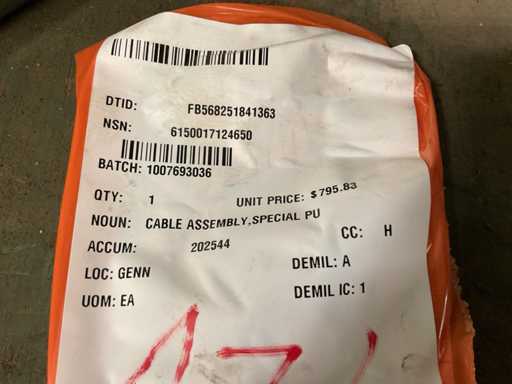 DTID: FB568251841363
NSN: 6150017124650
BATCH: 1007693036
QTY: 1 UNIT PRICE: $795.83
NOUN: CABLE ASSEMBLY,SPECIAL PU
ACCUM: 202544 CC: H
LOC: GENN DEMIL: A
UOM: EA DEMIL IC: 1